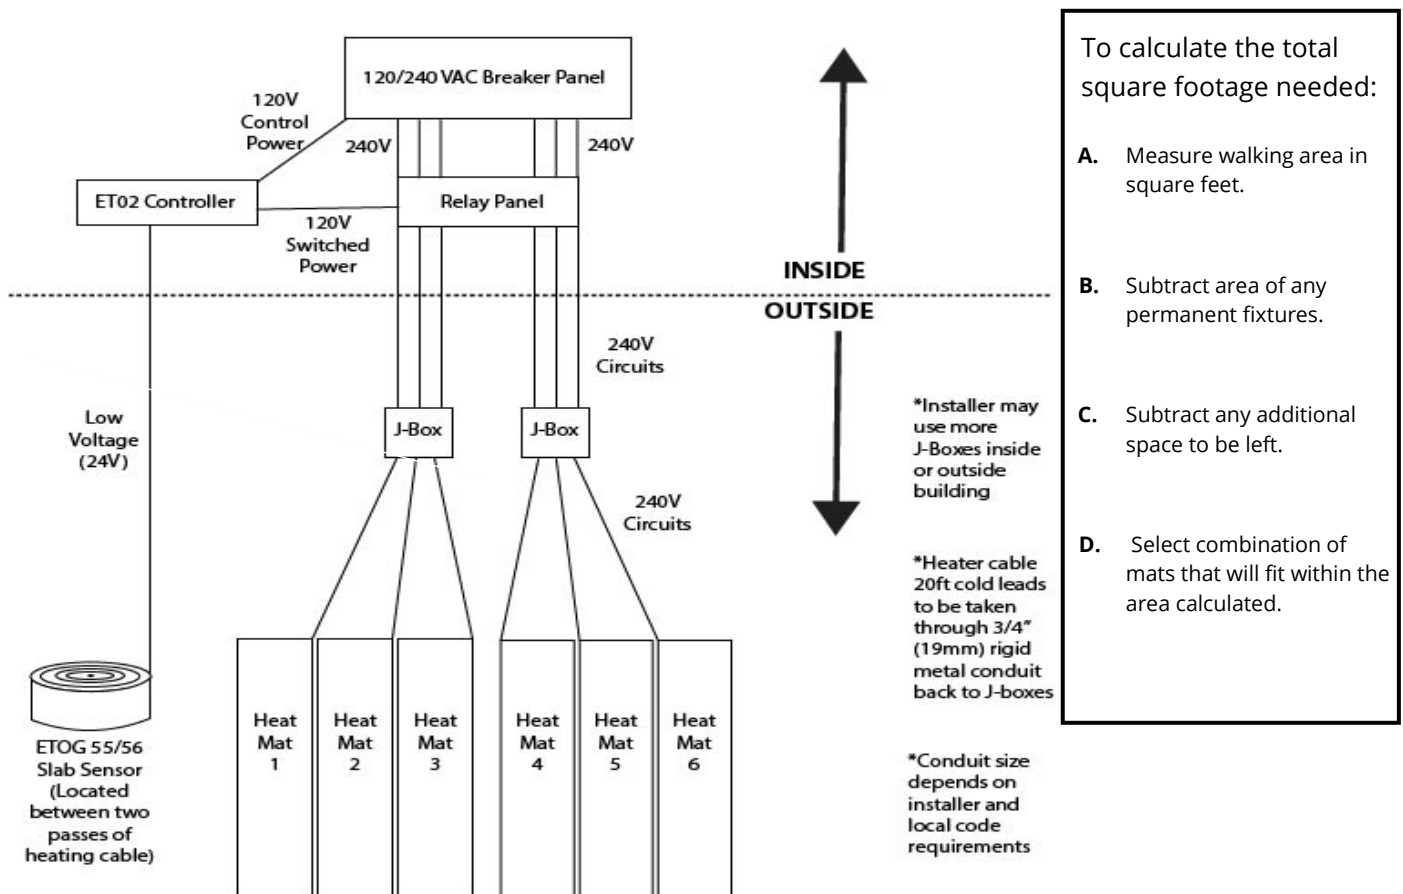 120/240 VAC Breaker Panel
120V
Control
Power
240V
240V
ET02 Controller
Relay Panel
120V
Switched
Power
INSIDE
OUTSIDE
240V
Circuits
Low
Voltage
(24V)
J-Box
J-Box
240V
Circuits
Heat
Mat
1
Heat
Mat
2
Heat
Mat
3
Heat
Mat
4
Heat
Mat
5
Heat
Mat
6
ETOG 55/56
Slab Sensor
(Located
between two
passes of
heating cable)
*Installer may
use more
J-Boxes inside
or outside
building
*Heater cable
20ft cold leads
to be taken
through 3/4"
(19mm) rigid
metal conduit
back to J-boxes
*Conduit size
depends on
installer and
local code
requirements
To calculate the total
square footage needed:
A. Measure walking area in
square feet.
B. Subtract area of any
permanent fixtures.
C. Subtract any additional
space to be left.
D. Select combination of
mats that will fit within the
area calculated.